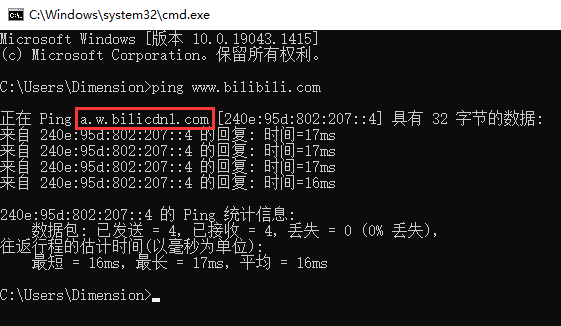 C:\Windows\system32\cmd.exe
Microsoft Windows [版本 10.0.19043.1415]
(c) Microsoft Corporation。保留所有权利。
C:\Users\Dimension>ping www.bilibili.com
正在 Ping a.w.bilicdn1.com [240e:95d:802:207::4] 具有 32 字节的数据:
来自 240e:95d:802:207::4 的回复: 时间=17ms
来自 240e:95d:802:207::4 的回复: 时间=17ms
来自 240e:95d:802:207::4 的回复: 时间=17ms
来自 240e:95d:802:207::4 的回复: 时间=16ms
240e:95d:802:207::4 的 Ping 统计信息:
数据包: 已发送 = 4，已接收 = 4，丢失 = 0 (0% 丢失)，
往返行程的估计时间(以毫秒为单位):
最短 = 16ms，最长 = 17ms，平均 = 16ms
C:\Users\Dimension>